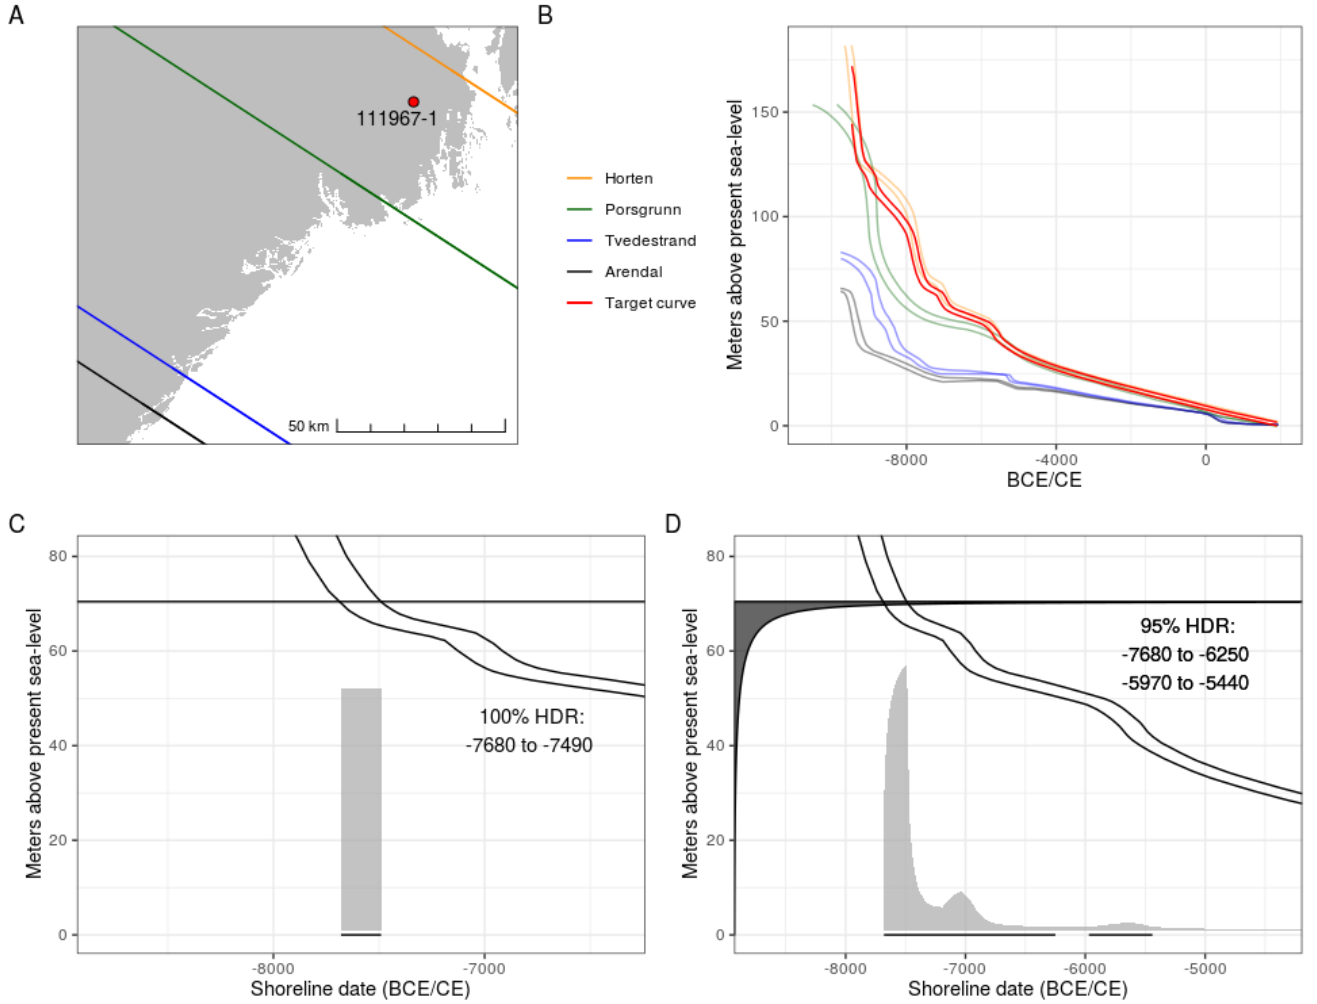 A
111967-1
50 km
Horten
Porsgrunn
Tvedestrand
Arendal
Target curve
B
Meters above present sea-level
150
100
50
0
-8000
-4000
0
BCE/CE
C
Meters above present sea-level
80
60
40
20
0
100% HDR:
-7680 to -7490
-8000
-7000
Shoreline date (BCE/CE)
D
Meters above present sea-level
80
60
40
20
0
95% HDR:
-7680 to -6250
-5970 to -5440
-8000
-7000
-6000
-5000
Shoreline date (BCE/CE)